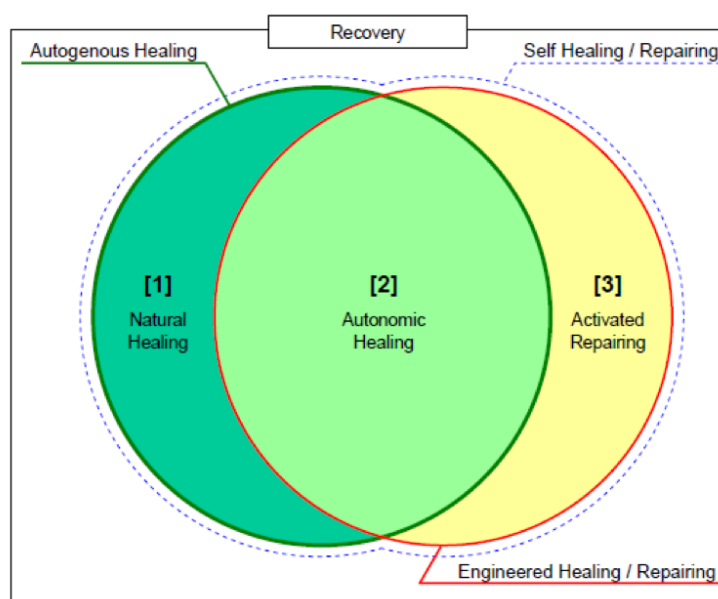 Recovery
Autogenous Healing
Self Healing / Repairing
[1]
Natural
Healing
[2]
Autonomic
Healing
[3]
Activated
Repairing
Engineered Healing / Repairing